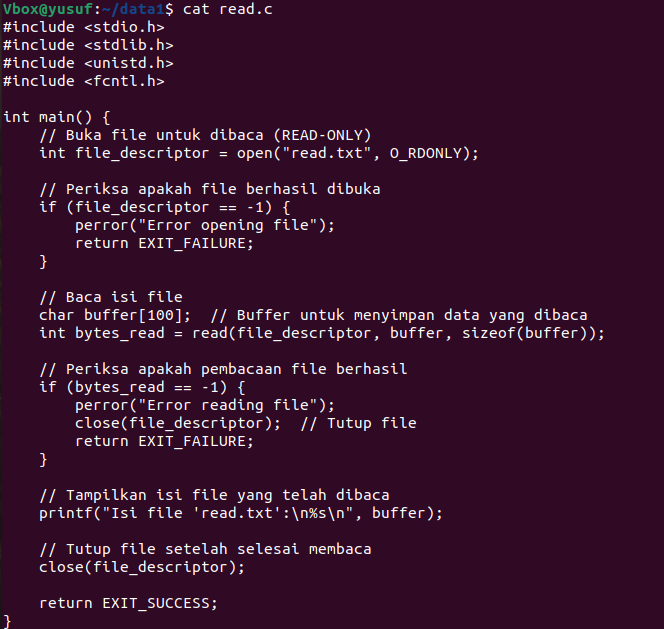 Vbox@yusuf:~/data1$ cat read.c
#include <stdio.h>
#include <stdlib.h>
#include <unistd.h>
#include <fcntl.h>

int main() {
    // Buka file untuk dibaca (READ-ONLY)
    int file_descriptor = open("read.txt", O_RDONLY);

    // Periksa apakah file berhasil dibuka
    if (file_descriptor == -1) {
        perror("Error opening file");
        return EXIT_FAILURE;
    }

    // Baca isi file
    char buffer[100];  // Buffer untuk menyimpan data yang dibaca
    int bytes_read = read(file_descriptor, buffer, sizeof(buffer));

    // Periksa apakah pembacaan file berhasil
    if (bytes_read == -1) {
        perror("Error reading file");
        close(file_descriptor);  // Tutup file
        return EXIT_FAILURE;
    }

    // Tampilkan isi file yang telah dibaca
    printf("Isi file 'read.txt':\n%s\n", buffer);

    // Tutup file setelah selesai membaca
    close(file_descriptor);

    return EXIT_SUCCESS;
}